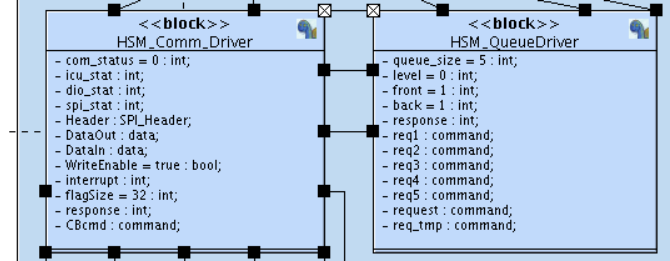 <<block>>
HSM_Comm_Driver
- com_status = 0 : int;
- icu_stat : int;
- dio_stat : int;
- spi_stat : int;
- Header : SPI_Header;
- DataOut : data;
- DataIn : data;
- WriteEnable = true : bool;
- interrupt : int;
- flagSize = 32 : int;
- response : int;
- CBcmd : command;
<<block>>
HSM_QueueDriver
- queue_size = 5 : int;
- level = 0 : int;
- front = 1 : int;
- back = 1 : int;
- response : int;
- req1 : command;
- req2 : command;
- req3 : command;
- req4 : command;
- req5 : command;
- request : command;
- req_tmp : command;